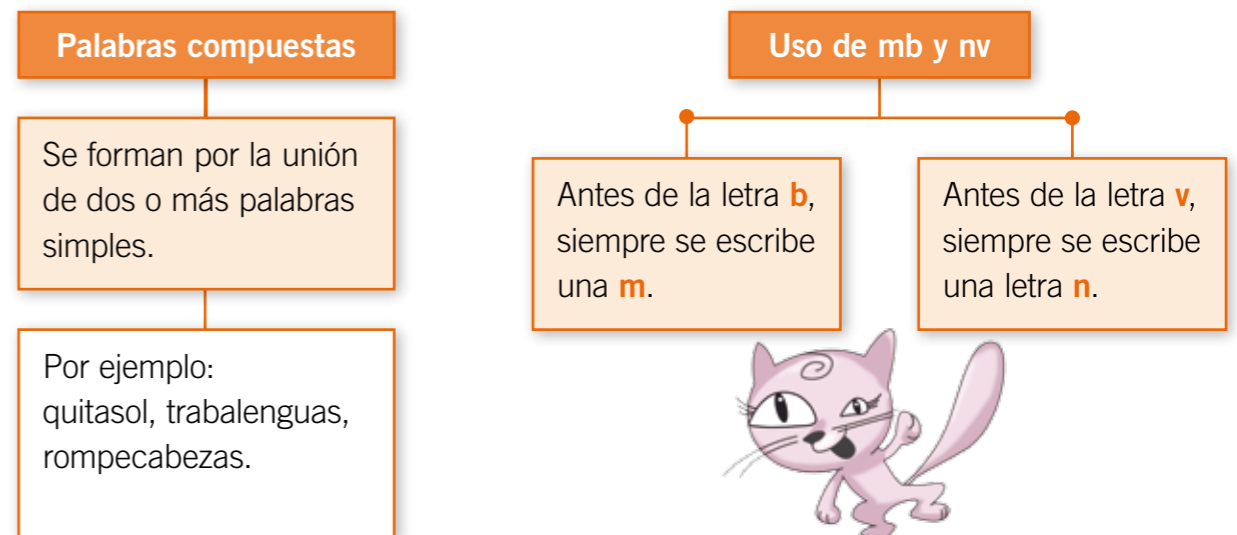 Palabras compuestas
Se forman por la unión
de dos o más palabras
simples.
Por ejemplo:
quitasol, trabalenguas,
rompecabezas.
Uso de mb y nv
Antes de la letra b,
siempre se escribe
una m.
Antes de la letra v,
siempre se escribe
una letra n.